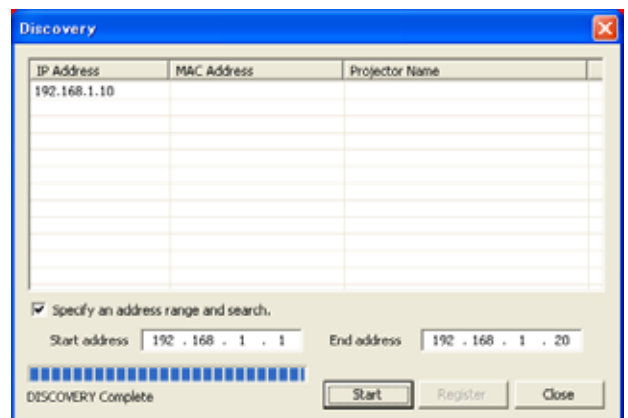 Discovery
IP Address MAC Address Projector Name
192.168.1.10
Specify an address range and search.
Start address 192 . 168 . 1 . 1 End address 192 . 168 . 1 . 20
DISCOVERY Complete Start Register Close